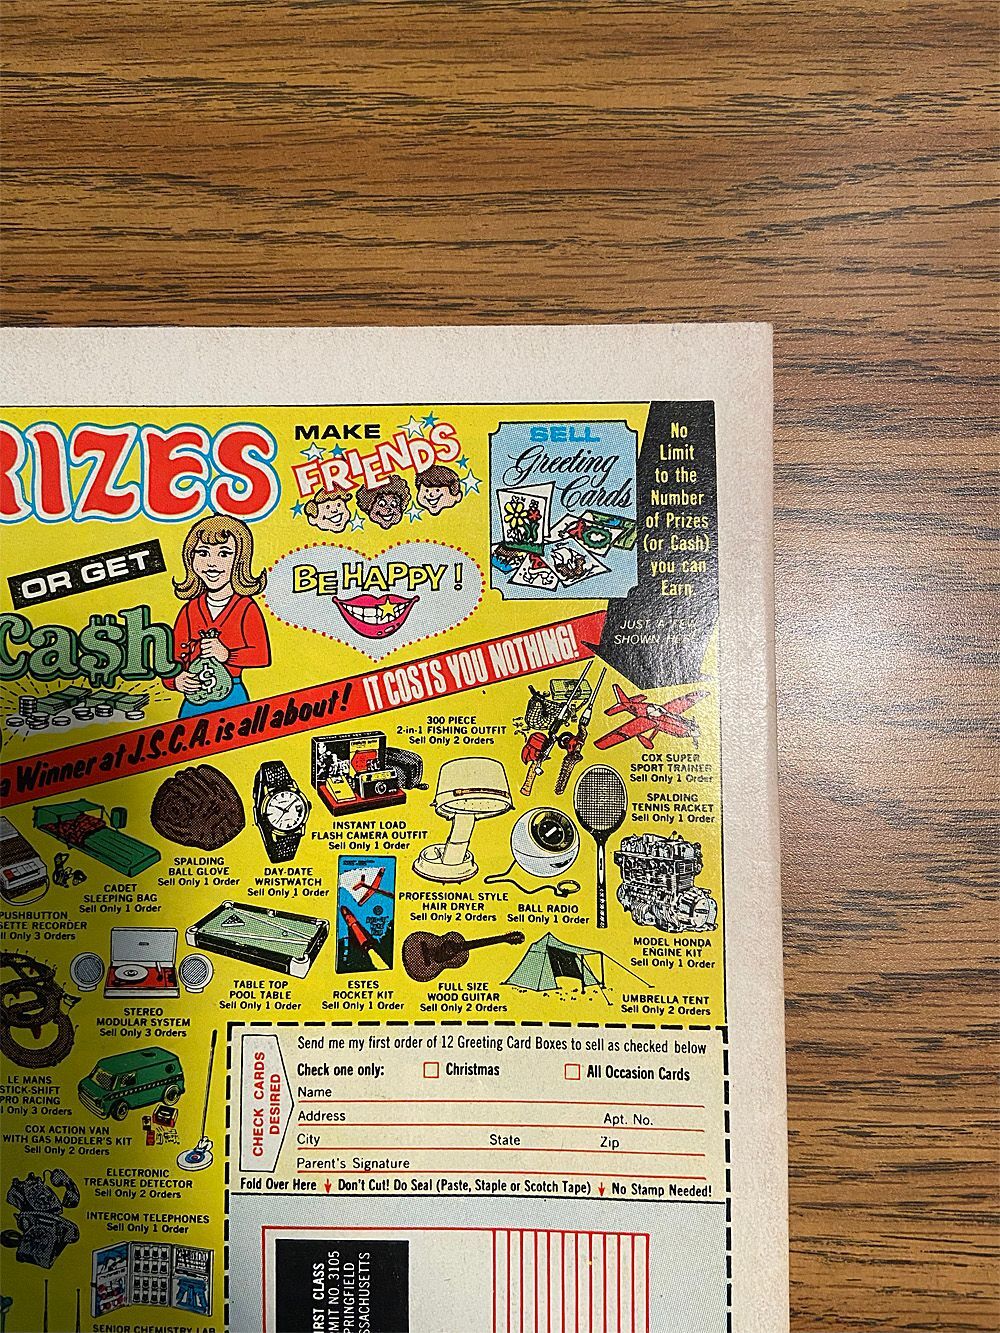 RIZES
MAKE
FRIENDS
SELL
Greeting
Cards
No
Limit
to the
Number
of Prizes
(or Cash)
you can
Earn.
JUST A FEW
SHOWN HERE
OR GET
Ca$h
$
BE HAPPY!
a Winner at J.S.C.A. is all about! IT COSTS YOU NOTHING!
300 PIECE
2-in-1 FISHING OUTFIT
Sell Only 2 Orders
COX SUPER
SPORT TRAINER
Sell Only 1 Order
SPALDING
TENNIS RACKET
Sell Only 1 Order
INSTANT LOAD
FLASH CAMERA OUTFIT
Sell Only 1 Order
SPALDING
BALL GLOVE
Sell Only 1 Order
DAY-DATE
WRISTWATCH
Sell Only 1 Order
CADET
SLEEPING BAG
Sell Only 1 Order
PUSHBUTTON
SETTE RECORDER
ll Only 3 Orders
PROFESSIONAL STYLE
HAIR DRYER
Sell Only 2 Orders
BALL RADIO
Sell Only 1 Order
MODEL HONDA
ENGINE KIT
Sell Only 1 Order
TABLE TOP
POOL TABLE
Sell Only 1 Order
ESTES
ROCKET KIT
Sell Only 1 Order
FULL SIZE
WOOD GUITAR
Sell Only 2 Orders
UMBRELLA TENT
Sell Only 2 Orders
STEREO
MODULAR SYSTEM
Sell Only 3 Orders
LE MANS
STICK-SHIFT
PRO RACING
l Only 3 Orders
COX ACTION VAN
WITH GAS MODELER'S KIT
Sell Only 2 Orders
ELECTRONIC
TREASURE DETECTOR
Sell Only 2 Orders
INTERCOM TELEPHONES
Sell Only 1 Order
SENIOR CHEMISTRY LAB
CHECK CARDS
DESIRED
Send me my first order of 12 Greeting Card Boxes to sell as checked below
Check one only: Christmas All Occasion Cards
Name
Address Apt. No.
City State Zip
Parent's Signature
Fold Over Here Don't Cut! Do Seal (Paste, Staple or Scotch Tape) No Stamp Needed!
IRST CLASS
MIT NO. 3105
PRINGFIELD
SSACHUSETTS